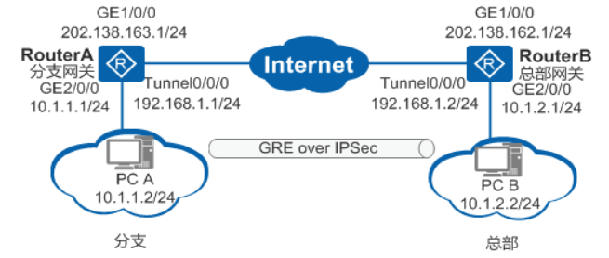 GE1/0/0
202.138.163.1/24
RouterA
分支网关
GE2/0/0
10.1.1.1/24
Tunnel0/0/0
192.168.1.1/24
Internet
GE1/0/0
202.138.162.1/24
RouterB
总部网关
GE2/0/0
10.1.2.1/24
Tunnel0/0/0
192.168.1.2/24
GRE over IPSec
PC A
10.1.1.2/24
PC B
10.1.2.2/24
分支
总部